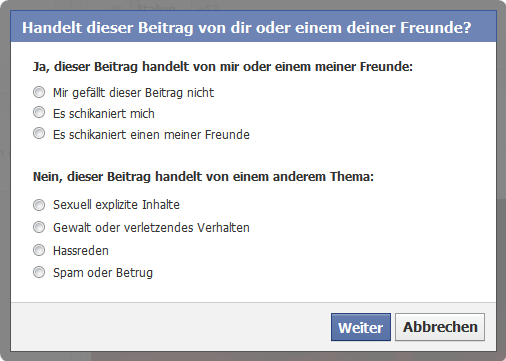 Handelt dieser Beitrag von dir oder einem deiner Freunde?
Ja, dieser Beitrag handelt von mir oder einem meiner Freunde:
Mir gefällt dieser Beitrag nicht
Es schikaniert mich
Es schikaniert einen meiner Freunde
Nein, dieser Beitrag handelt von einem anderem Thema:
Sexuell explizite Inhalte
Gewalt oder verletzendes Verhalten
Hassreden
Spam oder Betrug
Weiter Abbrechen